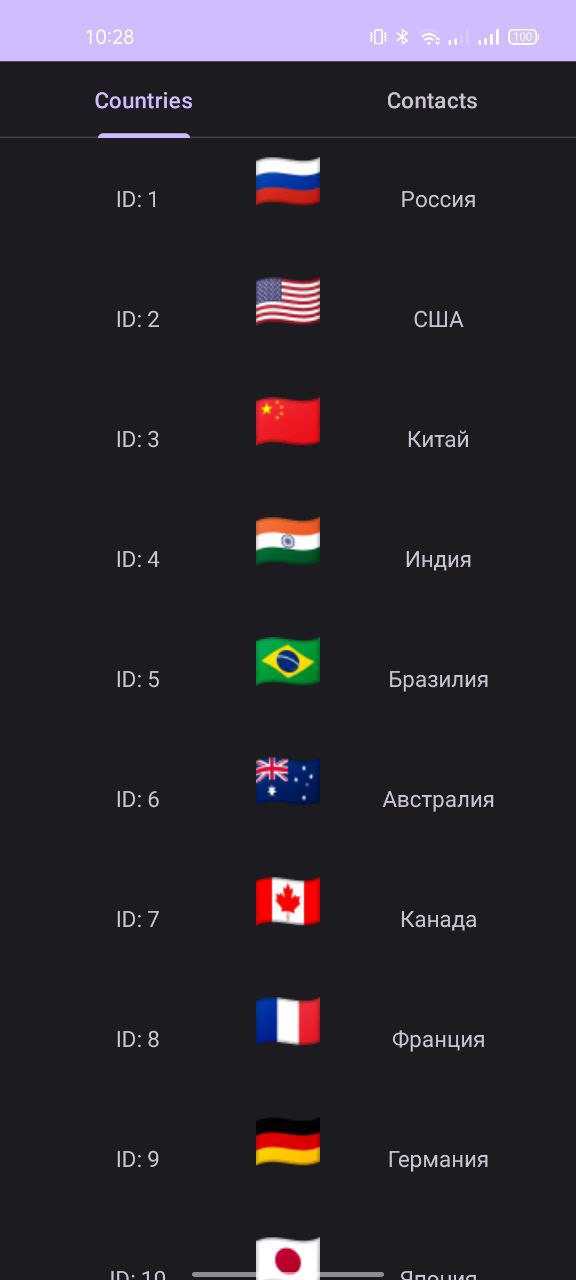 10:28
100
Countries Contacts
ID: 1 Россия
ID: 2 США
ID: 3 Китай
ID: 4 Индия
ID: 5 Бразилия
ID: 6 Австралия
ID: 7 Канада
ID: 8 Франция
ID: 9 Германия
ID: 10 Япония